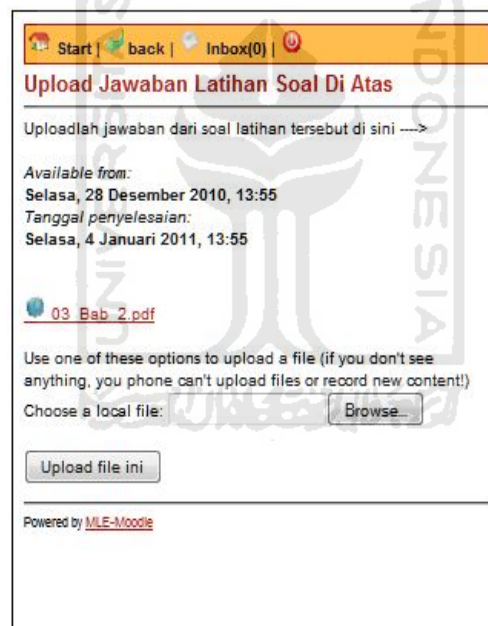 Start | back | Inbox(0) |
Upload Jawaban Latihan Soal Di Atas
Uploadlah jawaban dari soal latihan tersebut di sini ---->
Available from:
Selasa, 28 Desember 2010, 13:55
Tanggal penyelesaian:
Selasa, 4 Januari 2011, 13:55
03_Bab_2.pdf
Use one of these options to upload a file (if you don't see
anything, you phone can't upload files or record new content!)
Choose a local file: Browse...
Upload file ini
Powered by MLE-Moodle